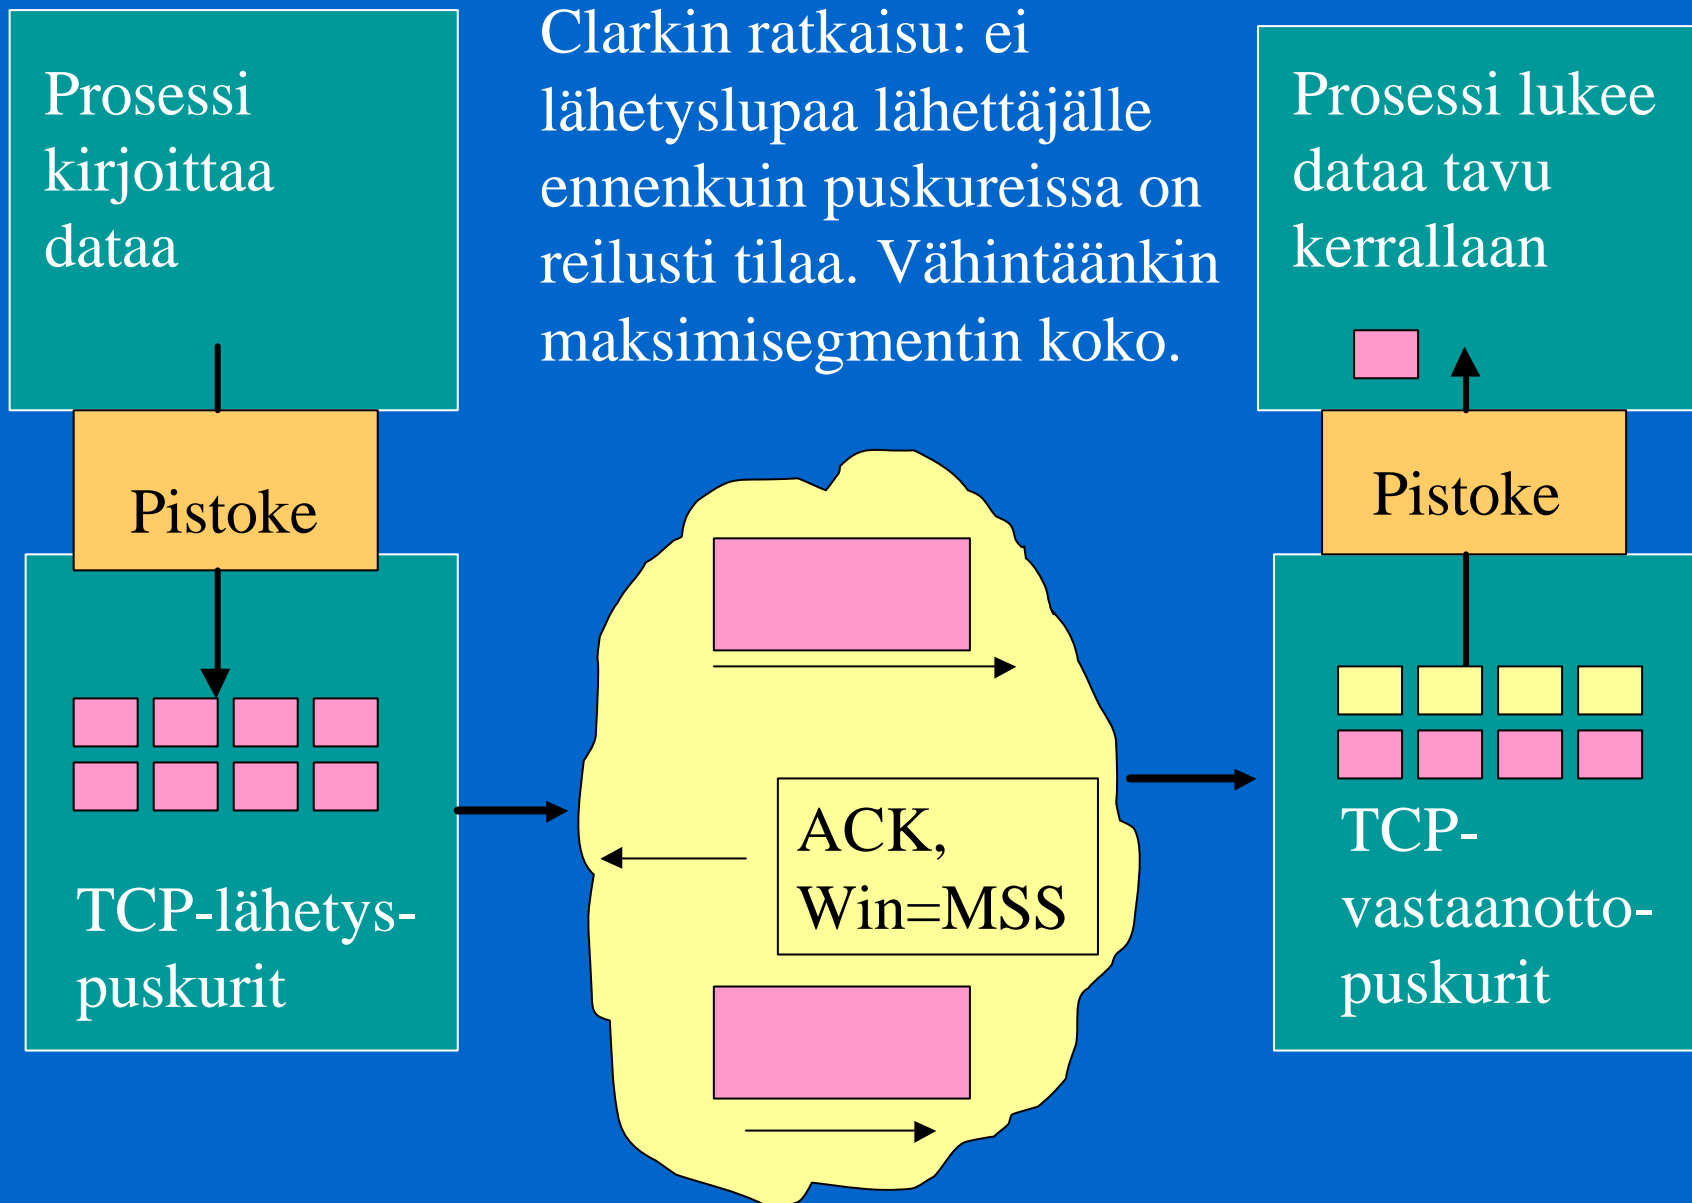 Prosessi
kirjoittaa
dataa
Clarkin ratkaisu: ei
lähetyslupaa lähettäjälle
ennenkuin puskureissa on
reilusti tilaa. Vähintäänkin
maksimisegmentin koko.
Prosessi lukee
dataa tavu
kerrallaan
Pistoke
Pistoke
TCP-lähetys-
puskurit
ACK,
Win=MSS
TCP-
vastaanotto-
puskurit